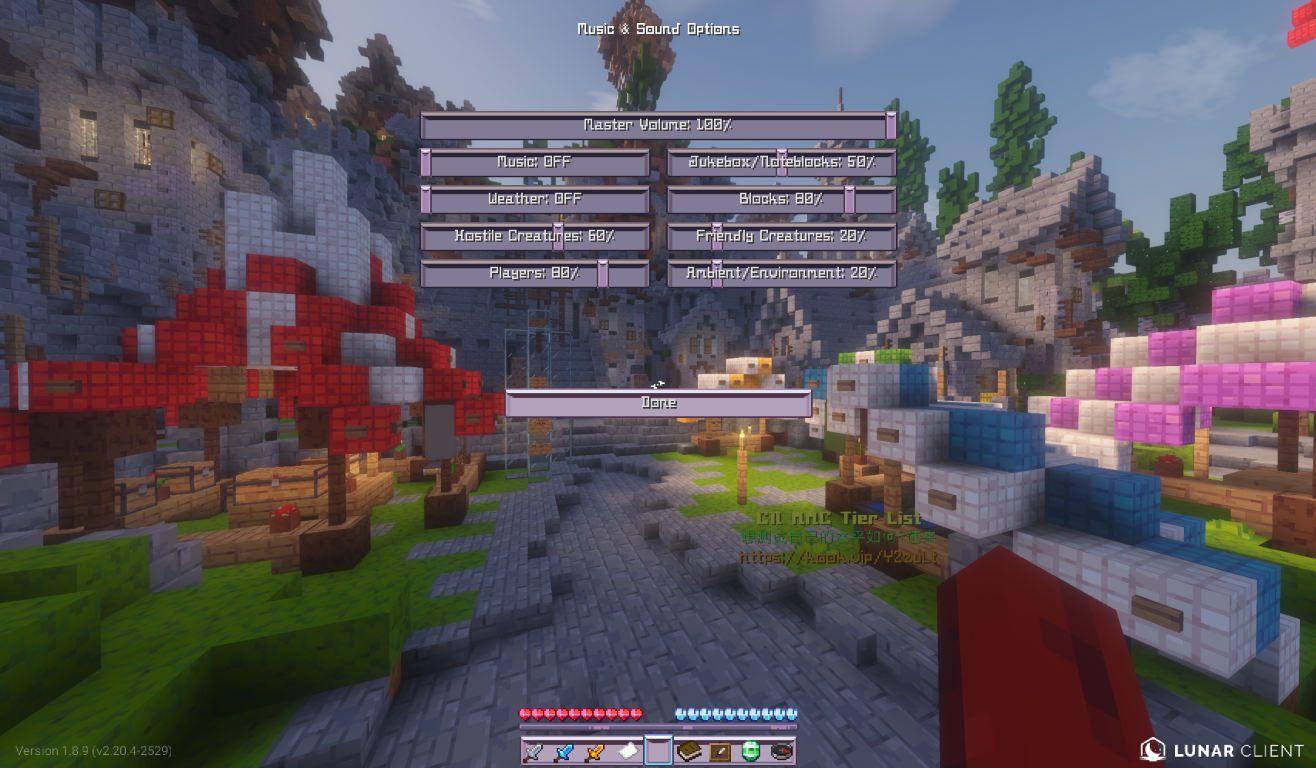 Music & Sound Options
Master Volume: 100%
Music: OFF
Jukebox/Noteblocks: 50%
Weather: OFF
Blocks: 80%
Hostile Creatures: 60%
Friendly Creatures: 20%
Players: 80%
Ambient/Environment: 20%
Done
CN Tier List
Version 1.8.9 (v2.20.4-2529)
LUNAR CLIENT